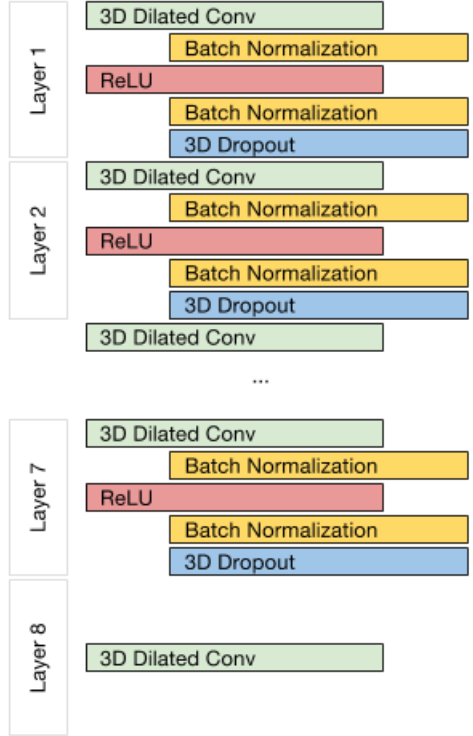 Layer 1
3D Dilated Conv
Batch Normalization
ReLU
Batch Normalization
3D Dropout
Layer 2
3D Dilated Conv
Batch Normalization
ReLU
Batch Normalization
3D Dropout
3D Dilated Conv
...
Layer 7
3D Dilated Conv
Batch Normalization
ReLU
Batch Normalization
3D Dropout
Layer 8
3D Dilated Conv